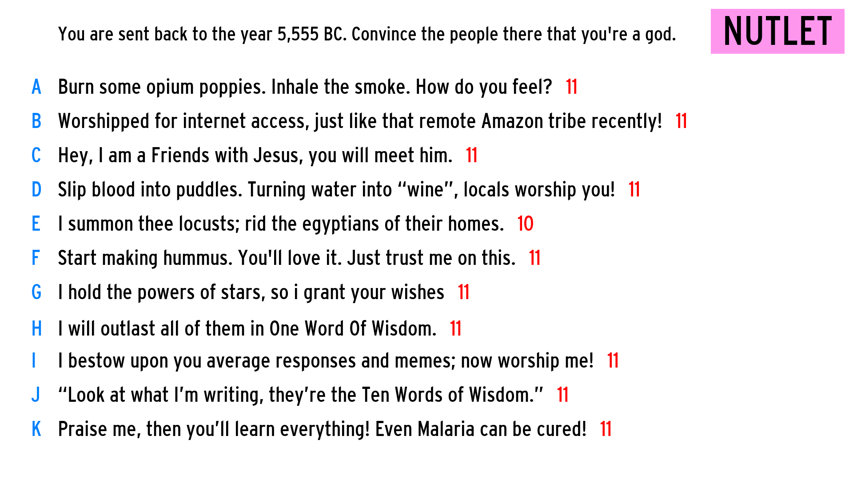 You are sent back to the year 5,555 BC. Convince the people there that you're a god.
NUTLET
A Burn some opium poppies. Inhale the smoke. How do you feel? 11
B Worshipped for internet access, just like that remote Amazon tribe recently! 11
C Hey, I am a Friends with Jesus, you will meet him. 11
D Slip blood into puddles. Turning water into “wine”, locals worship you! 11
E I summon thee locusts; rid the egyptians of their homes. 10
F Start making hummus. You'll love it. Just trust me on this. 11
G I hold the powers of stars, so i grant your wishes 11
H I will outlast all of them in One Word Of Wisdom. 11
I I bestow upon you average responses and memes; now worship me! 11
J “Look at what I’m writing, they’re the Ten Words of Wisdom.” 11
K Praise me, then you’ll learn everything! Even Malaria can be cured! 11